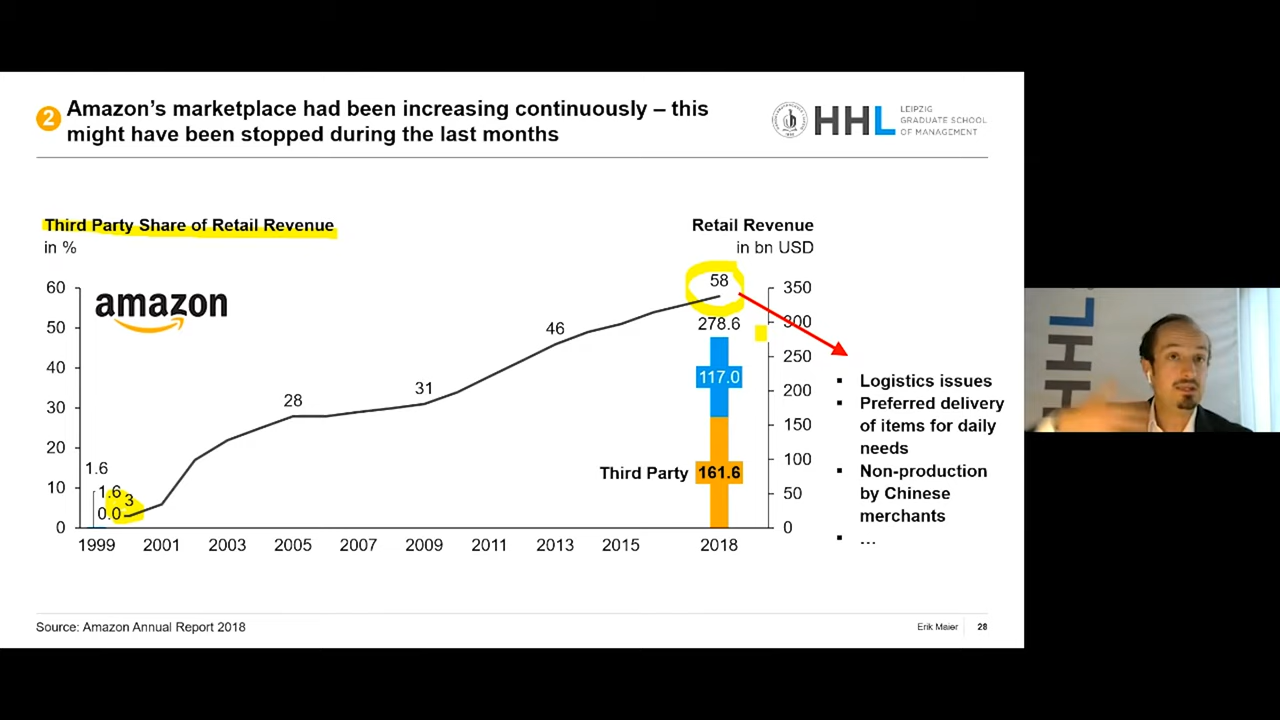 2
Amazon’s marketplace had been increasing continuously – this
might have been stopped during the last months
HHL
LEIPZIG
GRADUATE SCHOOL
OF MANAGEMENT
Third Party Share of Retail Revenue
in %
Retail Revenue
in bn USD
60
50
40
30
20
10
0
amazon
1.6
1.6
0.0
3
28
31
46
58
278.6
117.0
Third Party
161.6
350
300
250
200
150
100
50
0
1999
2001
2003
2005
2007
2009
2011
2013
2015
2018
▪ Logistics issues
▪ Preferred delivery
of items for daily
needs
▪ Non-production
by Chinese
merchants
▪ ...
Source: Amazon Annual Report 2018
Erik Maier
28
HHL
HHL